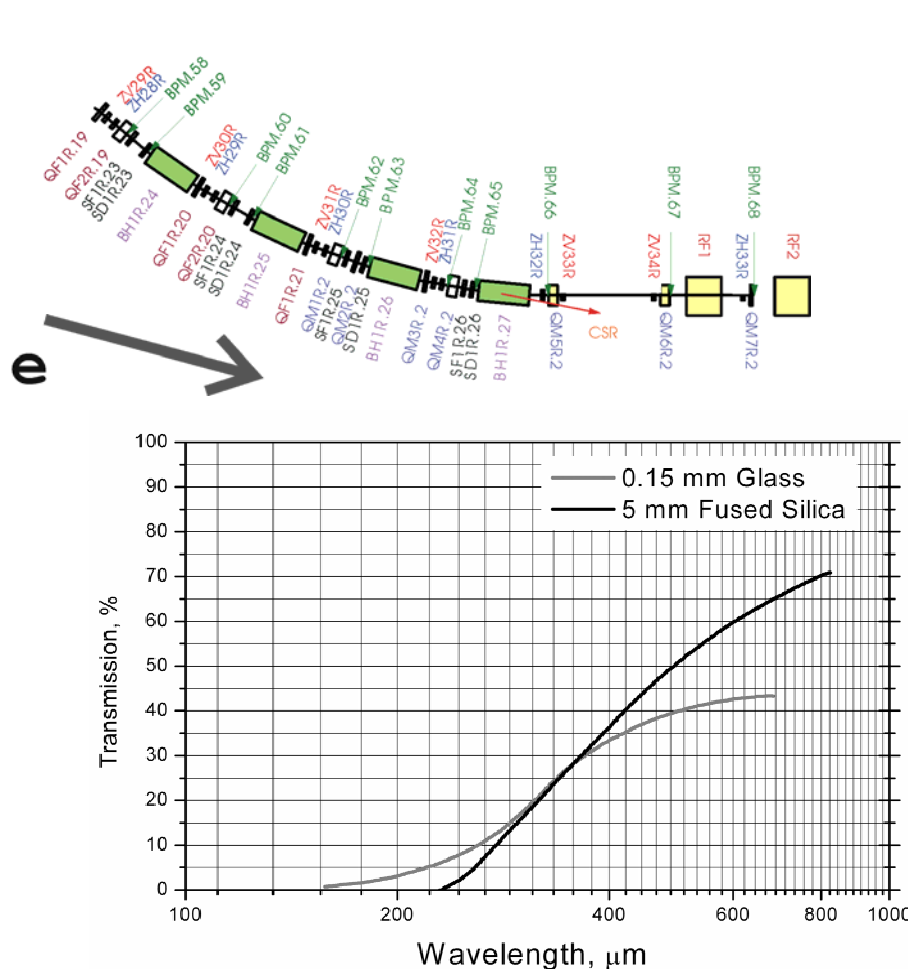 ZV29R
ZH28R
BPM.58
BPM.59
QF1R.19
QF2R.19
SF1R.23
SD1R.23
BH1R.24
ZV30R
ZH29R
BPM.60
BPM.61
QF1R.20
QF2R.20
SF1R.24
SD1R.24
BH1R.25
ZV31R
ZH30R
BPM.62
BPM.63
QF1R.21
QM1R.2
SF1R.25
QM2R.2
SD1R.25
BH1R.26
ZV32R
ZH31R
BPM.64
BPM.65
QM3R.2
QM4R.2
SF1R.26
SD1R.26
BH1R.27
BPM.66
ZH32R
ZV33R
CSR
QM5R.2
BPM.67
ZV34R
RF1
QM6R.2
BPM.68
ZH33R
RF2
QM7R.2
e
100
90
80
70
60
50
40
30
20
10
0
Transmission, %
0.15 mm Glass
5 mm Fused Silica
100 200 400 600 800 1000
Wavelength, μm